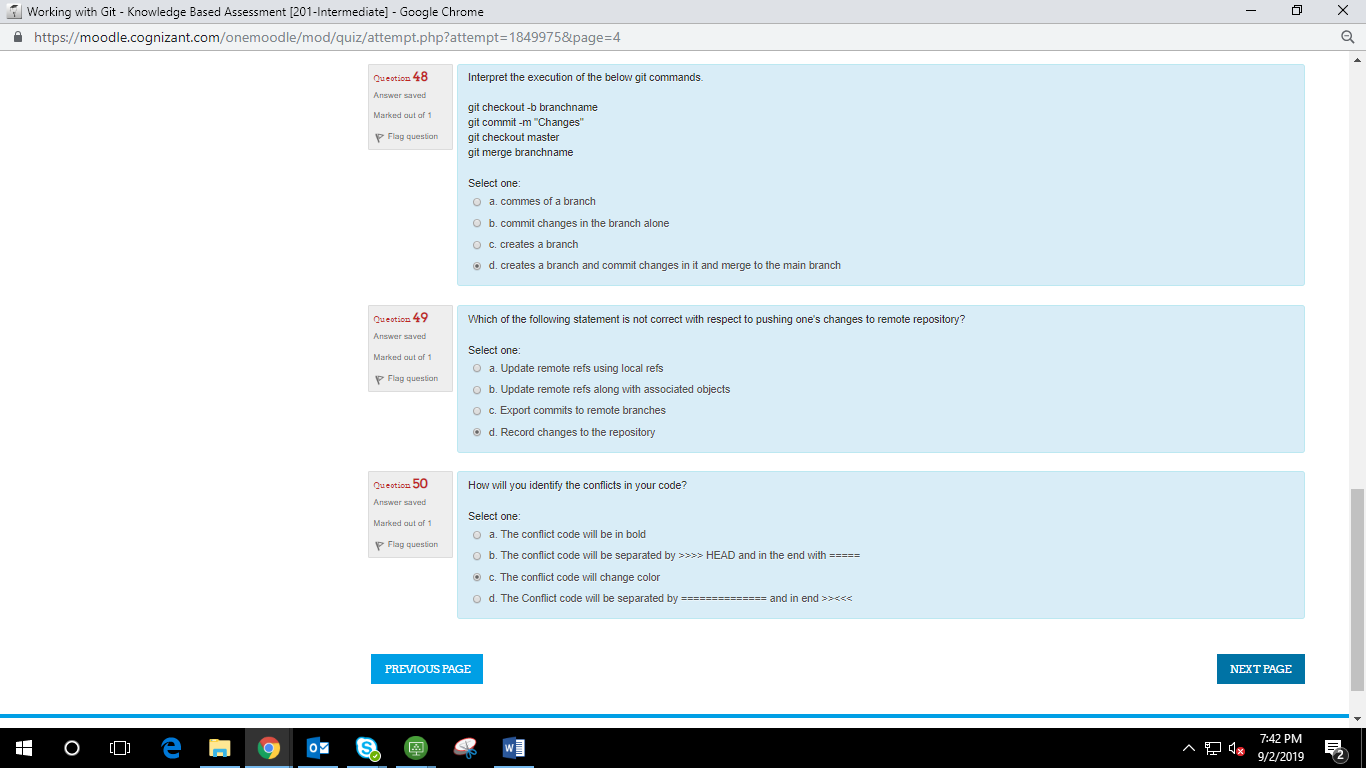 Working with Git - Knowledge Based Assessment [201-Intermediate] - Google Chrome
https://moodle.cognizant.com/onemoodle/mod/quiz/attempt.php?attempt=1849975&page=4
Question 48
Answer saved
Marked out of 1
Flag question
Interpret the execution of the below git commands.
git checkout -b branchname
git commit -m "Changes"
git checkout master
git merge branchname
Select one:
a. commes of a branch
b. commit changes in the branch alone
c. creates a branch
d. creates a branch and commit changes in it and merge to the main branch
Question 49
Answer saved
Marked out of 1
Flag question
Which of the following statement is not correct with respect to pushing one's changes to remote repository?
Select one:
a. Update remote refs using local refs
b. Update remote refs along with associated objects
c. Export commits to remote branches
d. Record changes to the repository
Question 50
Answer saved
Marked out of 1
Flag question
How will you identify the conflicts in your code?
Select one:
a. The conflict code will be in bold
b. The conflict code will be separated by >>>> HEAD and in the end with =====
c. The conflict code will change color
d. The Conflict code will be separated by ============== and in end >><<<
PREVIOUS PAGE
NEXT PAGE
7:42 PM
9/2/2019
2